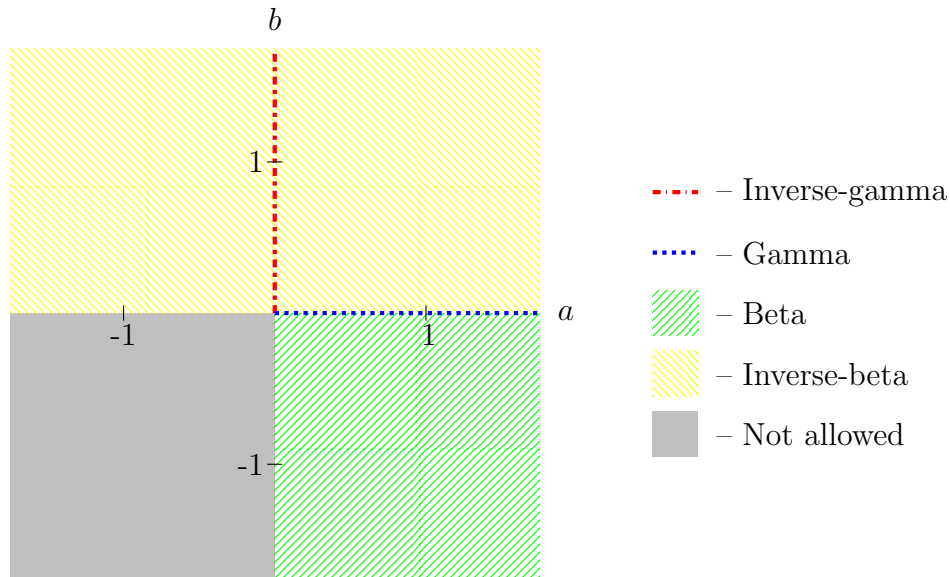 b
1
– Inverse-gamma
– Gamma
a
-1
1
– Beta
– Inverse-beta
– Not allowed
-1